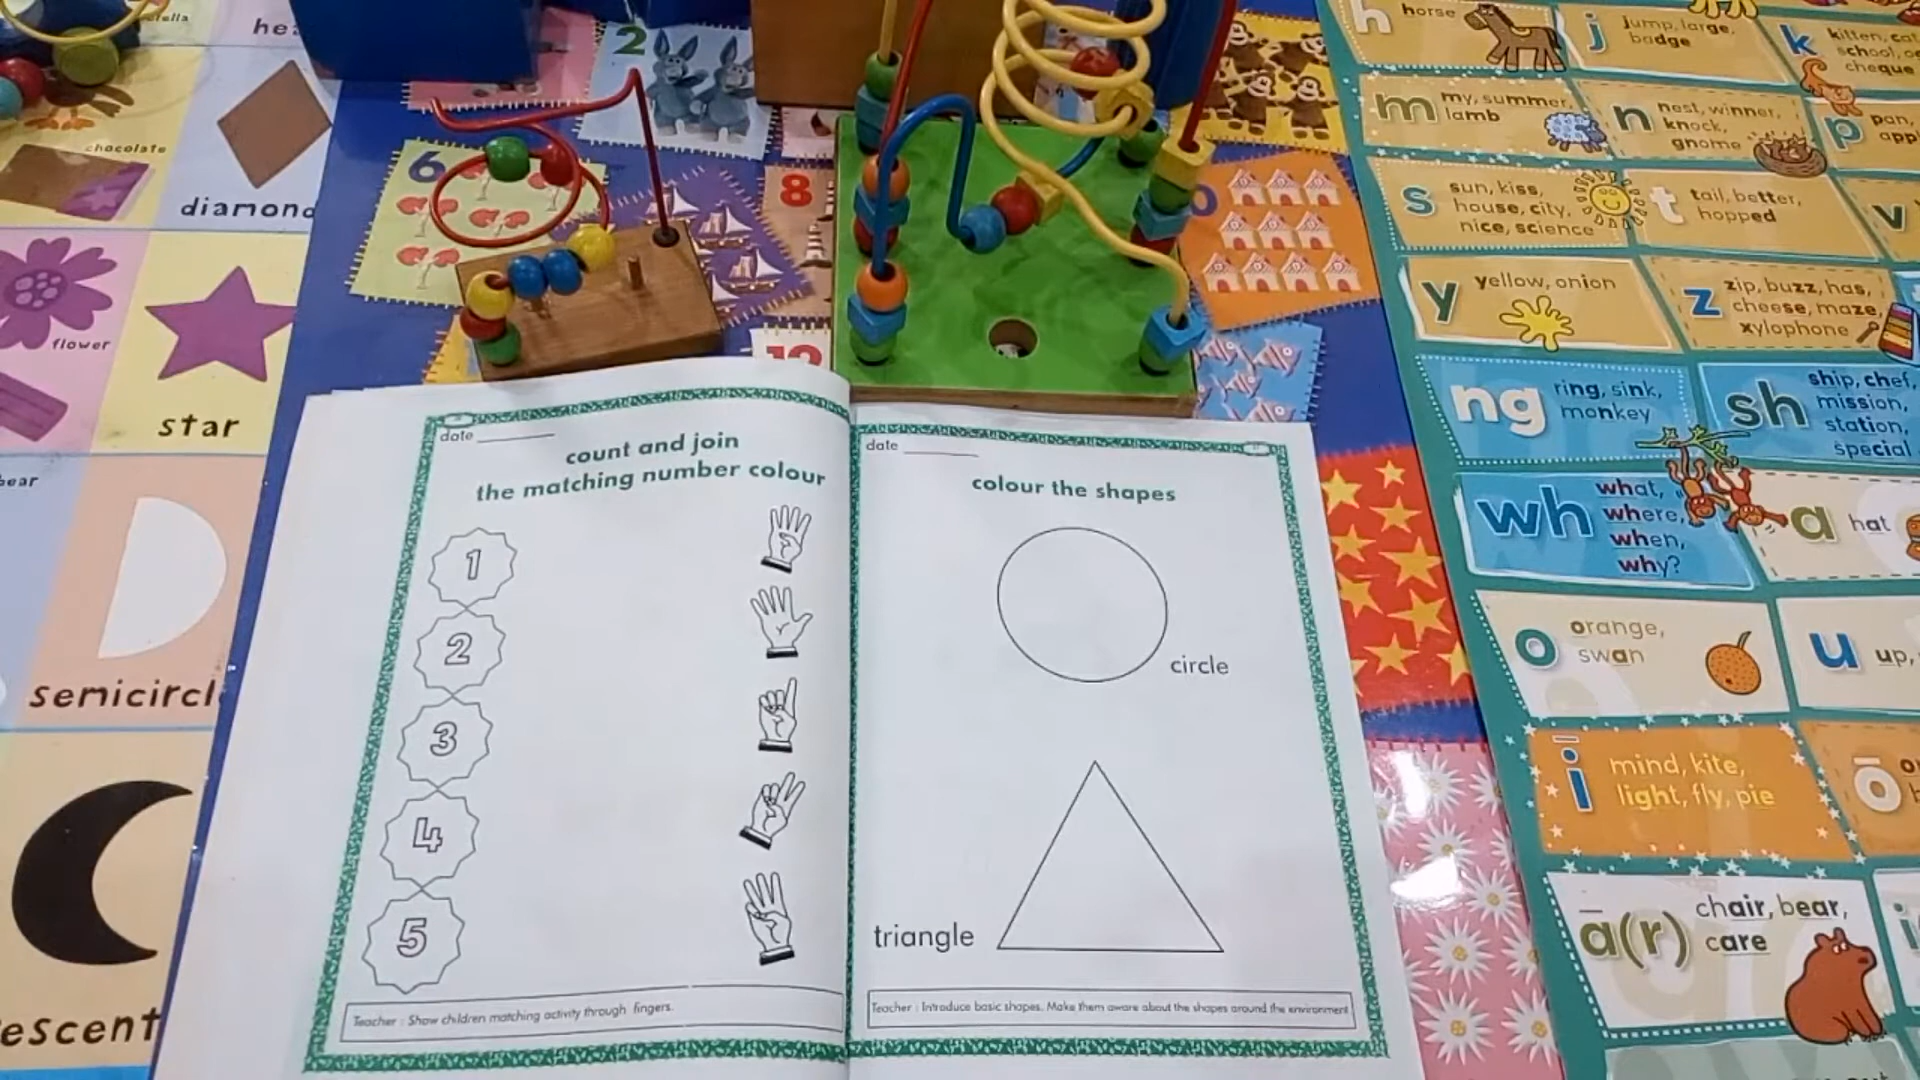 diamond
chocolate
flower
star
semicircl
escent
2
6
8
12
date
count and join
the matching number colour
1
2
3
4
5
Teacher : Show children matching activity through fingers.
date
colour the shapes
circle
triangle
Teacher : Introduce basic shapes. Make them aware about the shapes around the environment
h horse
j jump, large,
badge
k kitten, cat
school,
cheque
m my, summer,
lamb
n nest, winner,
knock,
gnome
p pan,
s sun, kiss,
house, city,
nice, science
t tail, better,
hopped
v
y yellow, onion
z zip, buzz, has,
cheese, maze,
xylophone
ng ring, sink,
monkey
sh ship, chef,
mission,
station,
special
wh what,
where,
when,
why?
a hat
o orange,
swan
u up,
i mind, kite,
light, fly, pie
ō
a(r) chair, bear,
care